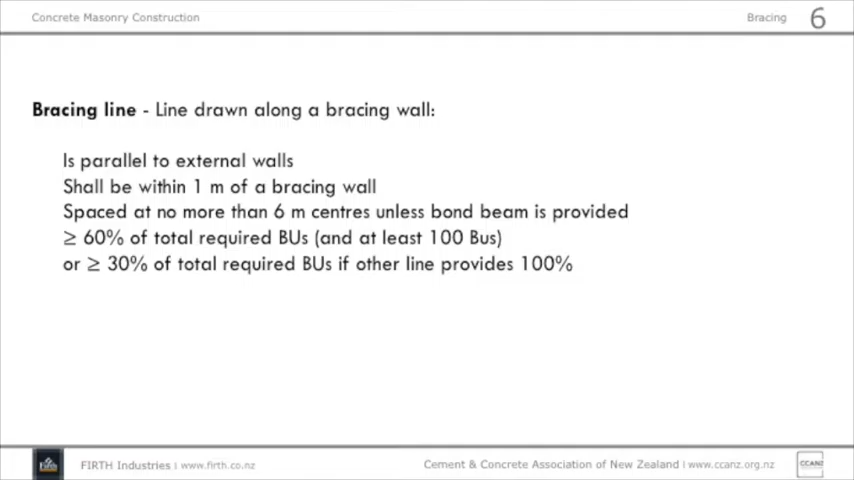 Concrete Masonry Construction
Bracing 6
Bracing line - Line drawn along a bracing wall:
Is parallel to external walls
Shall be within 1 m of a bracing wall
Spaced at no more than 6 m centres unless bond beam is provided
≥ 60% of total required BUs (and at least 100 Bus)
or ≥ 30% of total required BUs if other line provides 100%
Firth
FIRTH Industries | www.firth.co.nz
Cement & Concrete Association of New Zealand | www.ccanz.org.nz
CCANZ